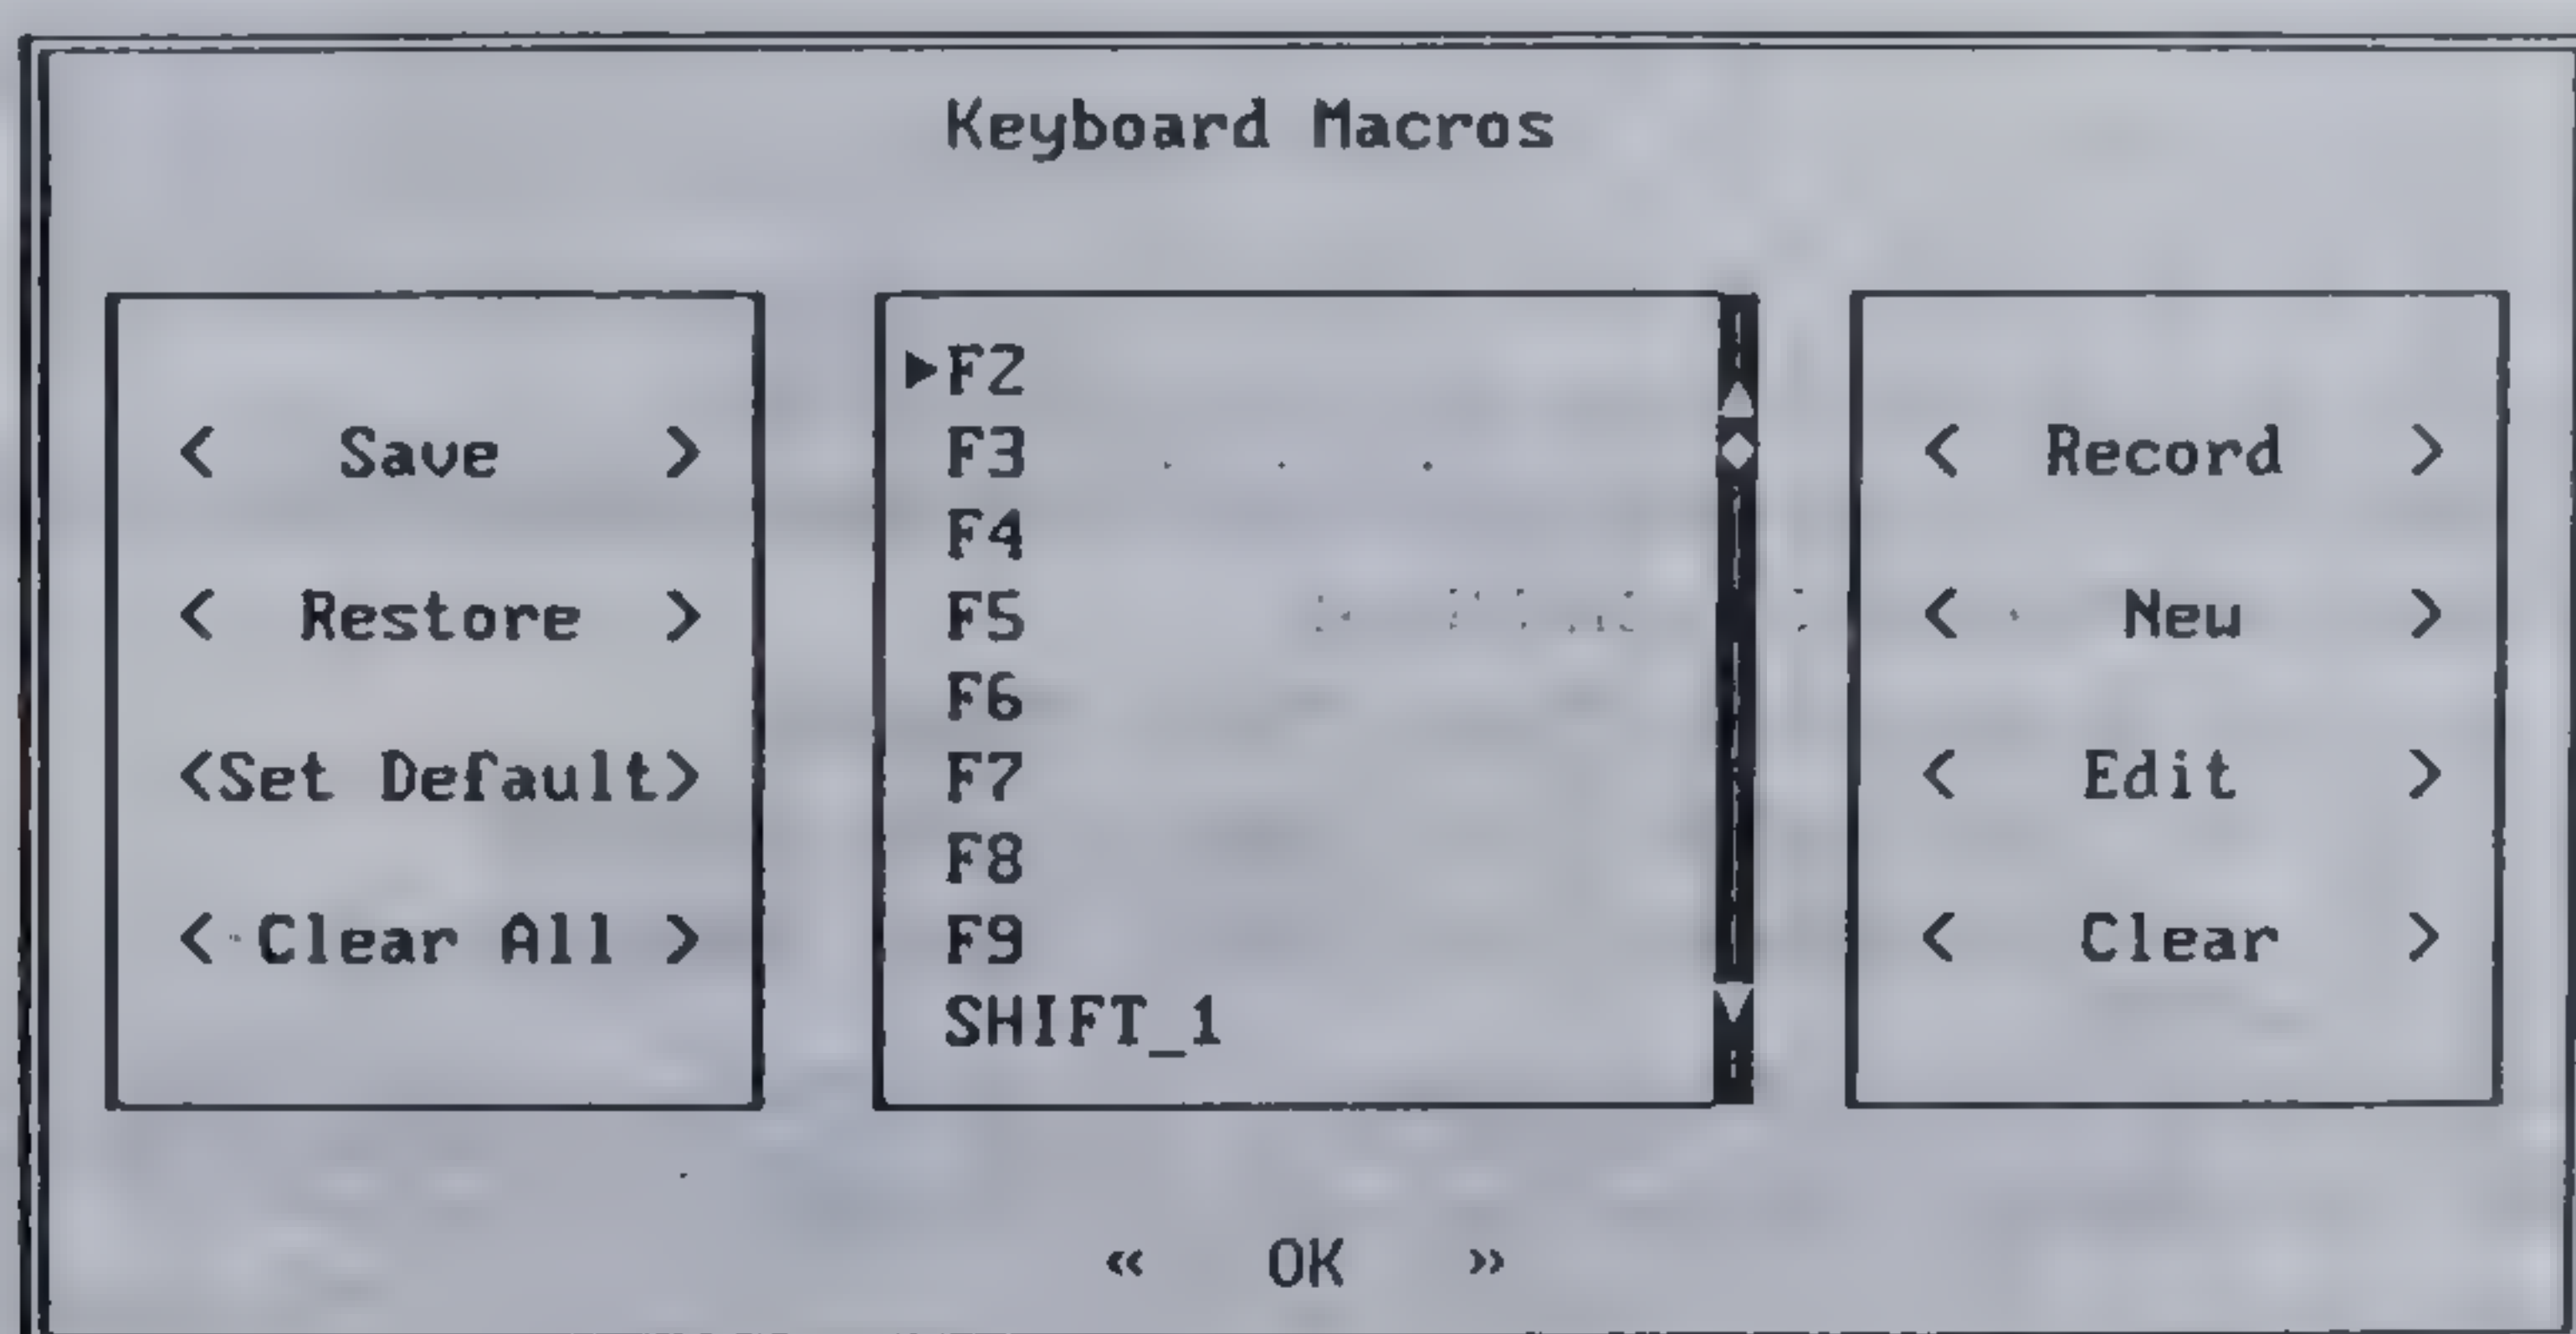 Keyboard Macros
< Save >
< Restore >
<Set Default>
< Clear All >
►F2
F3
F4
F5
F6
F7
F8
F9
SHIFT_1
< Record >
< New >
< Edit >
< Clear >
« OK »